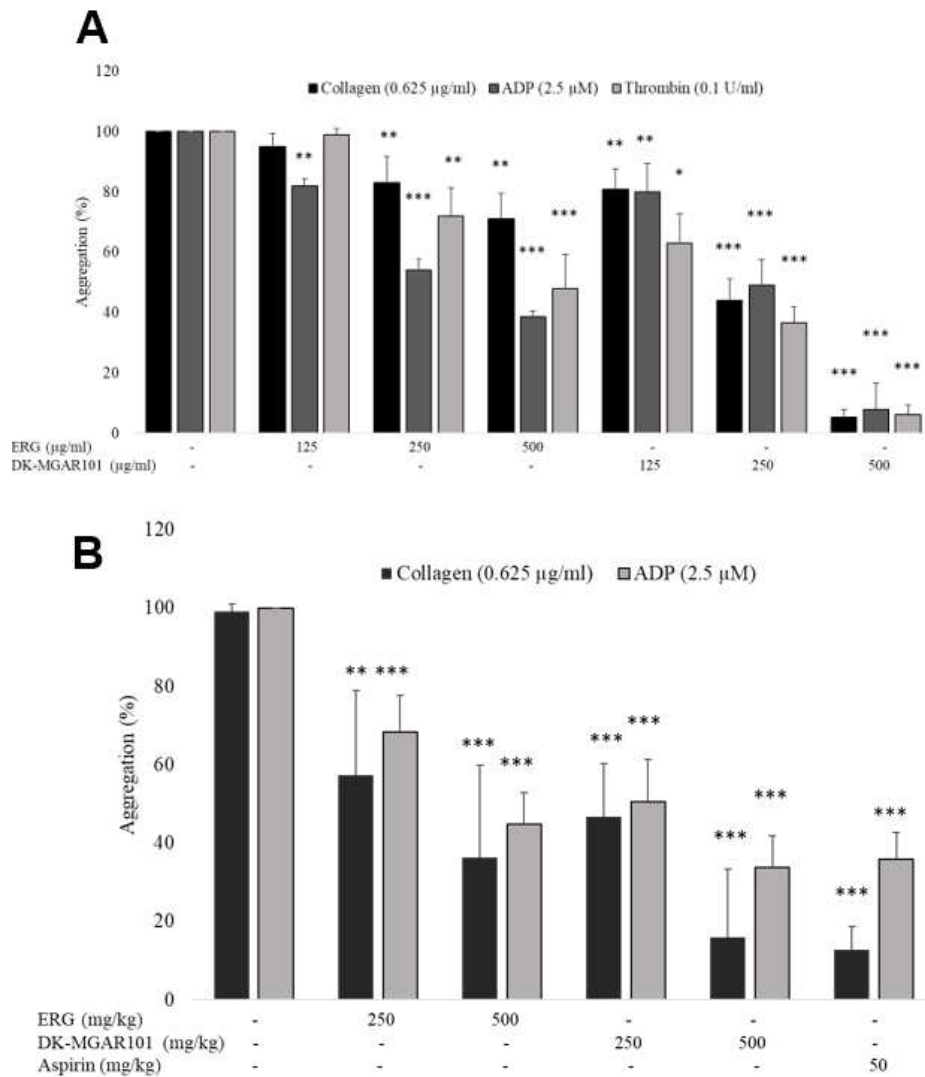 A
120
Collagen (0.625 µg/ml) ADP (2.5 µM) Thrombin (0.1 U/ml)
100
80
60
40
20
0
Aggregation (%)
** ** ** ** ** ** ** *
*** *** *** *** *** *** *** *** ***
ERG (µg/ml) - 125 250 500 - - -
DK-MGAR101 (µg/ml) - - - - 125 250 500
B
120
Collagen (0.625 µg/ml) ADP (2.5 µM)
100
80
60
40
20
0
Aggregation (%)
** *** *** *** *** *** *** *** *** ***
ERG (mg/kg) - 250 500 - - -
DK-MGAR101 (mg/kg) - - - 250 500 -
Aspirin (mg/kg) - - - - - 50